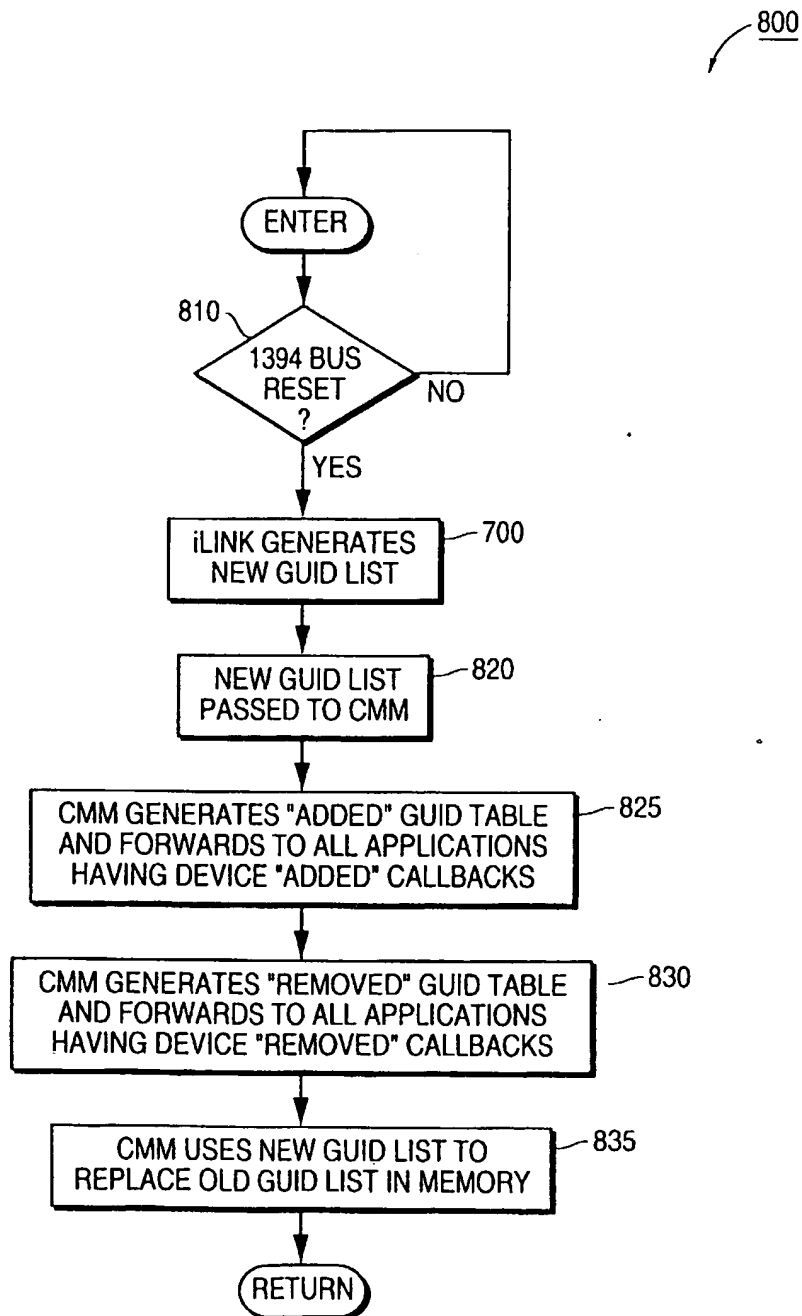 800
ENTER
810
1394 BUS
RESET
?
NO
YES
iLINK GENERATES
NEW GUID LIST
700
NEW GUID LIST
PASSED TO CMM
820
CMM GENERATES "ADDED" GUID TABLE
AND FORWARDS TO ALL APPLICATIONS
HAVING DEVICE "ADDED" CALLBACKS
825
CMM GENERATES "REMOVED" GUID TABLE
AND FORWARDS TO ALL APPLICATIONS
HAVING DEVICE "REMOVED" CALLBACKS
830
CMM USES NEW GUID LIST TO
REPLACE OLD GUID LIST IN MEMORY
835
RETURN